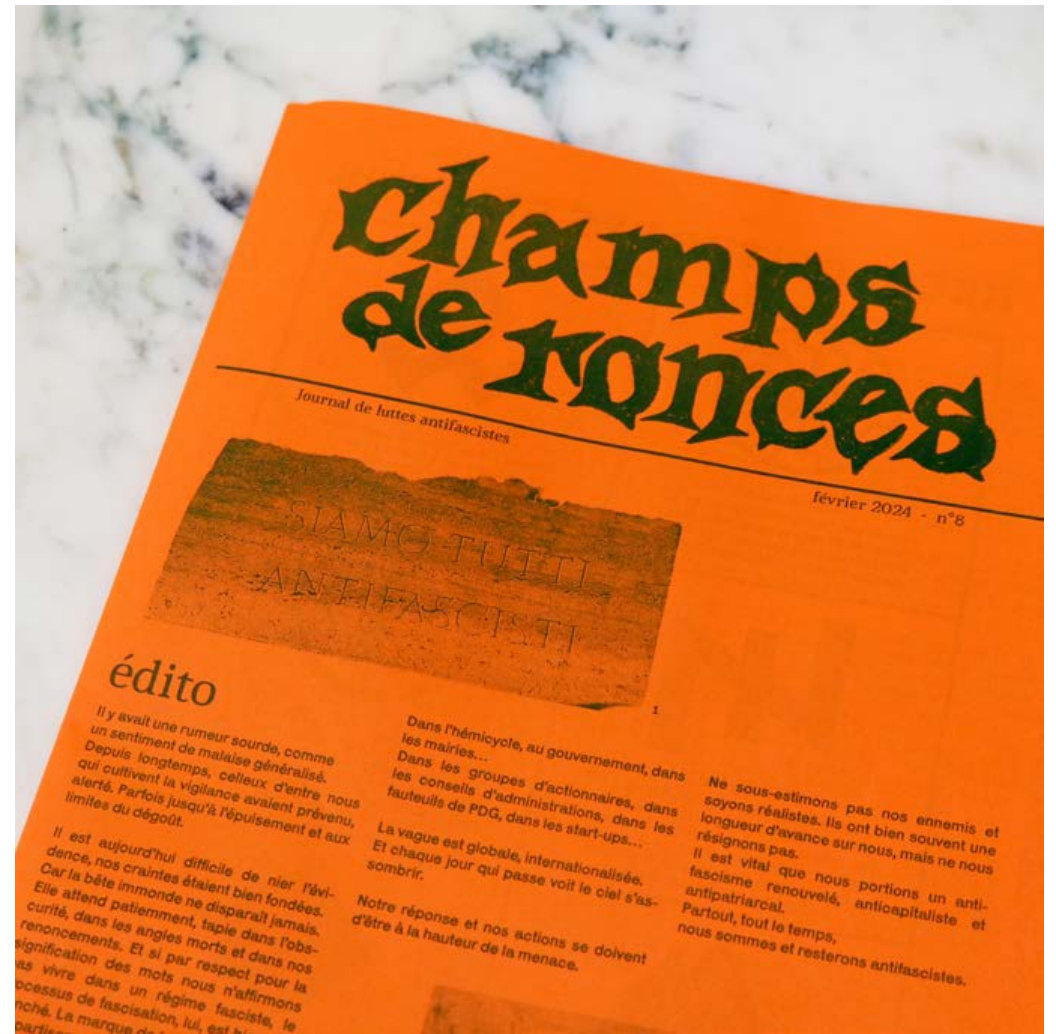 champs
de ronces
Journal de luttes antifascistes
février 2024 - n°8
SIAMO TUTTI
ANTIFASCISTI
1
édito
Il y avait une rumeur sourde, comme
un sentiment de malaise généralisé.
Depuis longtemps, celleux d'entre nous
qui cultivent la vigilance avaient prévenu,
alerté. Parfois jusqu'à l'épuisement et aux
limites du dégoût.
Il est aujourd'hui difficile de nier l'évi-
dence, nos craintes étaient bien fondées.
Car la bête immonde ne disparaît jamais.
Elle attend patiemment, tapie dans l'obs-
curité, dans les angles morts et dans nos
renoncements. Et si par respect pour la
signification des mots nous n'affirmons
as vivre dans un régime fasciste, le
ocessus de fascisation, lui, est
nché. La marque de
Dans l'hémicycle, au gouvernement, dans
les mairies...
Dans les groupes d'actionnaires, dans
les conseils d'administrations, dans les
fauteuils de PDG, dans les start-ups...
La vague est globale, internationalisée.
Et chaque jour qui passe voit le ciel s'as-
sombrir.
Notre réponse et nos actions se doivent
d'être à la hauteur de la menace.
Ne sous-estimons pas nos ennemis et
soyons réalistes. Ils ont bien souvent une
longueur d'avance sur nous, mais ne nous
résignons pas.
Il est vital que nous portions un anti-
fascisme renouvelé, anticapitaliste et
antipatriarcal.
Partout, tout le temps,
nous sommes et resterons antifascistes.